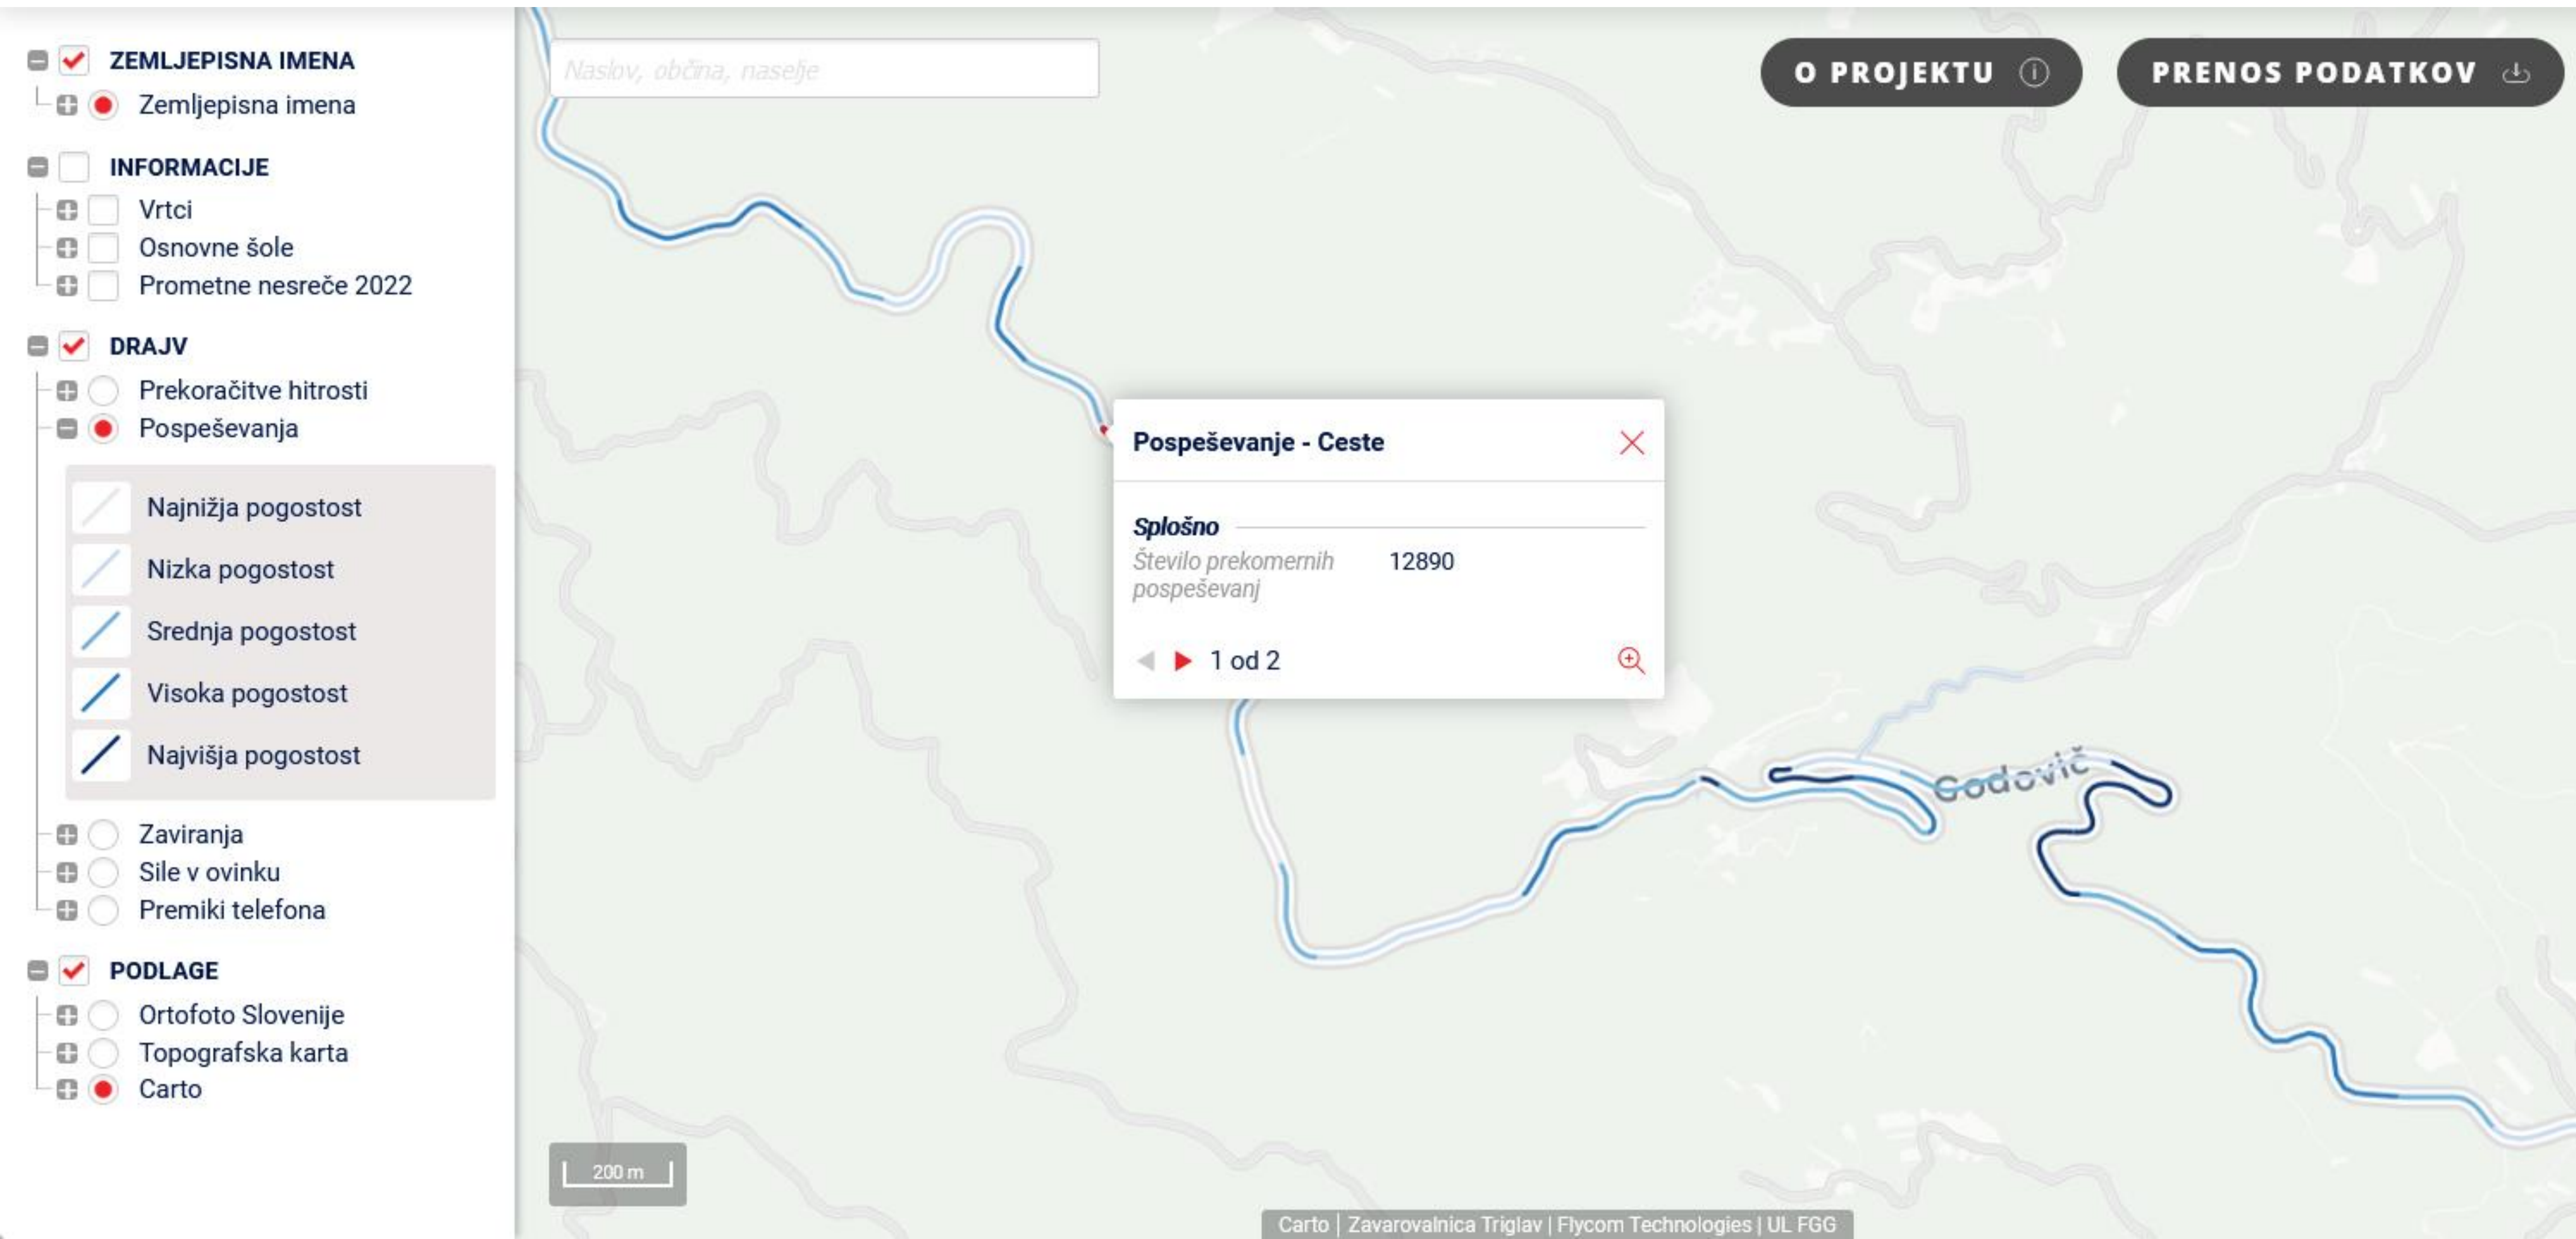 ZEMLJEPISNA IMENA
Zemljepisna imena
INFORMACIJE
Vrtci
Osnovne šole
Prometne nesreče 2022
DRAJV
Prekoračitve hitrosti
Pospeševanja
Najnižja pogostost
Nizka pogostost
Srednja pogostost
Visoka pogostost
Najvišja pogostost
Zaviranja
Sile v ovinku
Premiki telefona
PODLAGE
Ortofoto Slovenije
Topografska karta
Carto
Naslov, občina, naselje
O PROJEKTU
PRENOS PODATKOV
Pospeševanje - Ceste
Splošno
Število prekomernih 12890
pospeševanj
1 od 2
Godovič
200 m
Carto | Zavarovalnica Triglav | Flycom Technologies | UL FGG